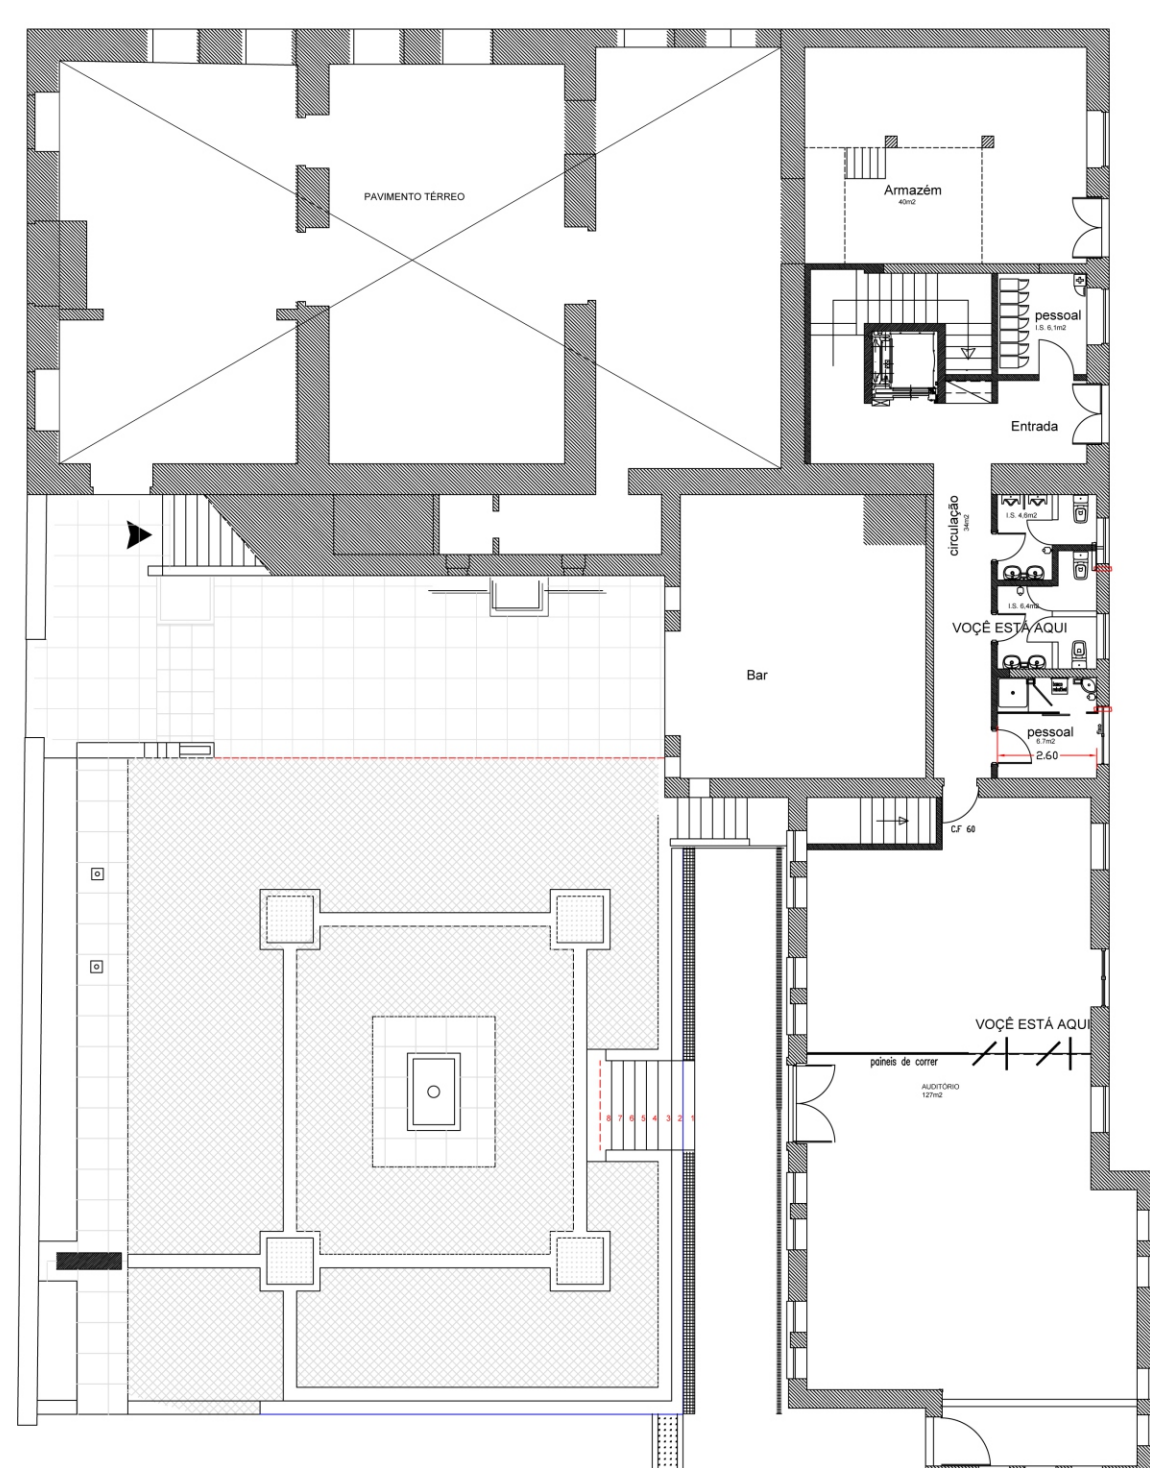 PAVIMENTO TÉRREO
Armazém
40m2
pessoal
I.S. 6,1m2
Entrada
circulação
34m2
I.S. 4,6m2
I.S. 6,4m2
VOÇÊ ESTÁ AQUI
Bar
pessoal
6.7m2
2.60
C.F 60
VOÇÊ ESTÁ AQUI
paineis de correr
AUDITÓRIO
127m2
8 7 6 5 4 3 2 1